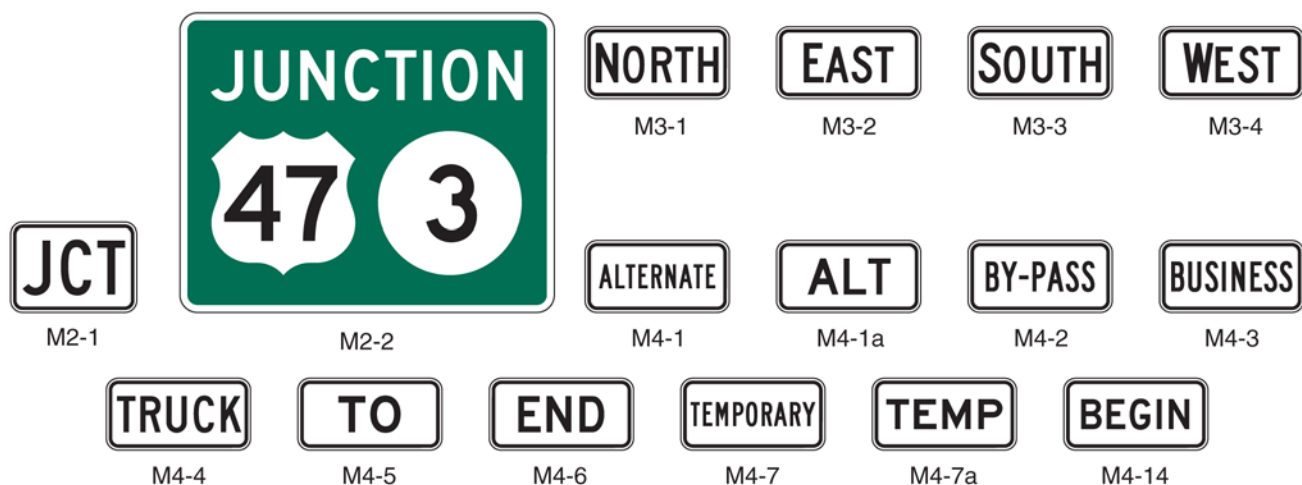 JUNCTION
47 3
M2-2
JCT
M2-1
NORTH EAST SOUTH WEST
M3-1 M3-2 M3-3 M3-4
ALTERNATE ALT BY-PASS BUSINESS
M4-1 M4-1a M4-2 M4-3
TRUCK TO END TEMPORARY TEMP BEGIN
M4-4 M4-5 M4-6 M4-7 M4-7a M4-14